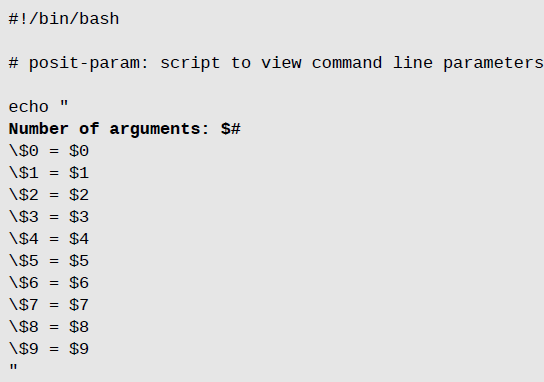 #!/bin/bash
# posit-param: script to view command line parameters
echo "
Number of arguments: $#
\$0 = $0
\$1 = $1
\$2 = $2
\$3 = $3
\$4 = $4
\$5 = $5
\$6 = $6
\$7 = $7
\$8 = $8
\$9 = $9
"